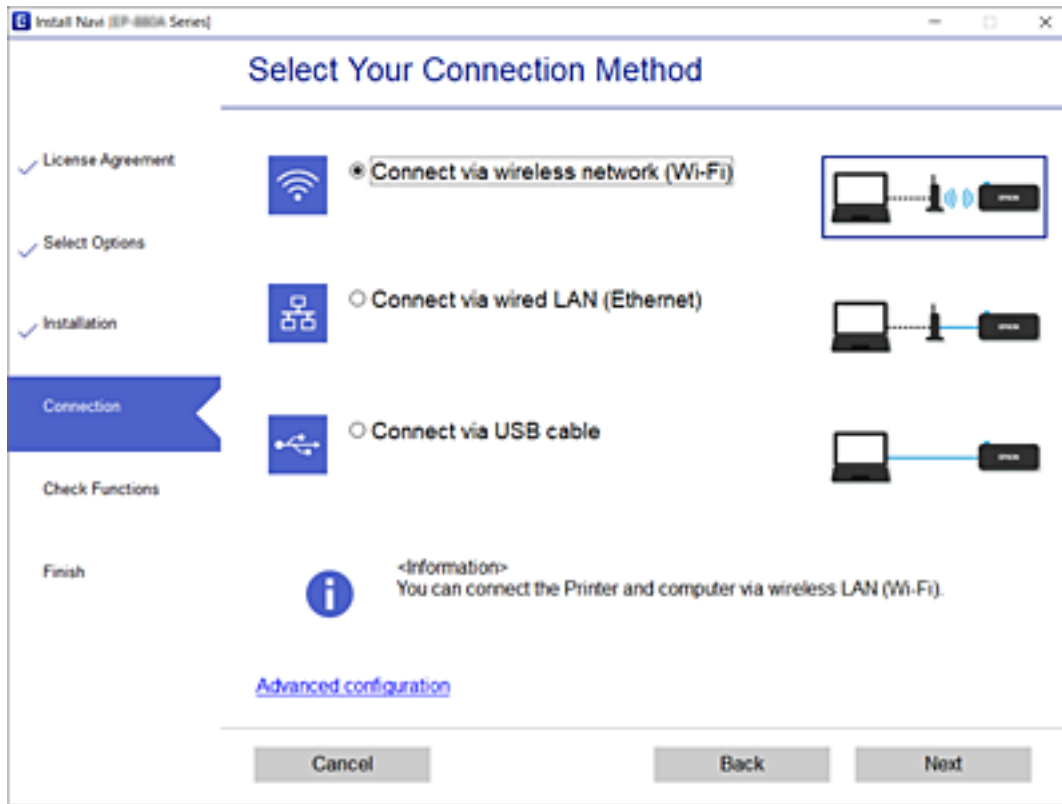 Install Navi [EP-880A Series]
Select Your Connection Method
License Agreement
Select Options
Installation
Connection
Check Functions
Finish
Connect via wireless network (Wi-Fi)
Connect via wired LAN (Ethernet)
Connect via USB cable
<Information>
You can connect the Printer and computer via wireless LAN (Wi-Fi).
Advanced configuration
Cancel
Back
Next